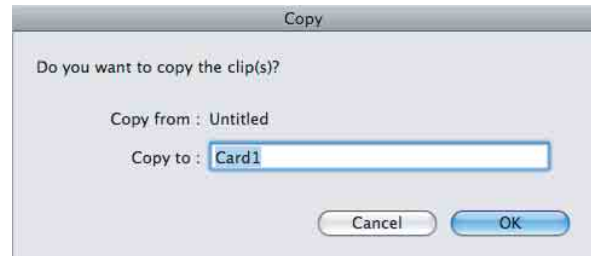 Copy
Do you want to copy the clip(s)?
Copy from : Untitled
Copy to : Card1
Cancel OK